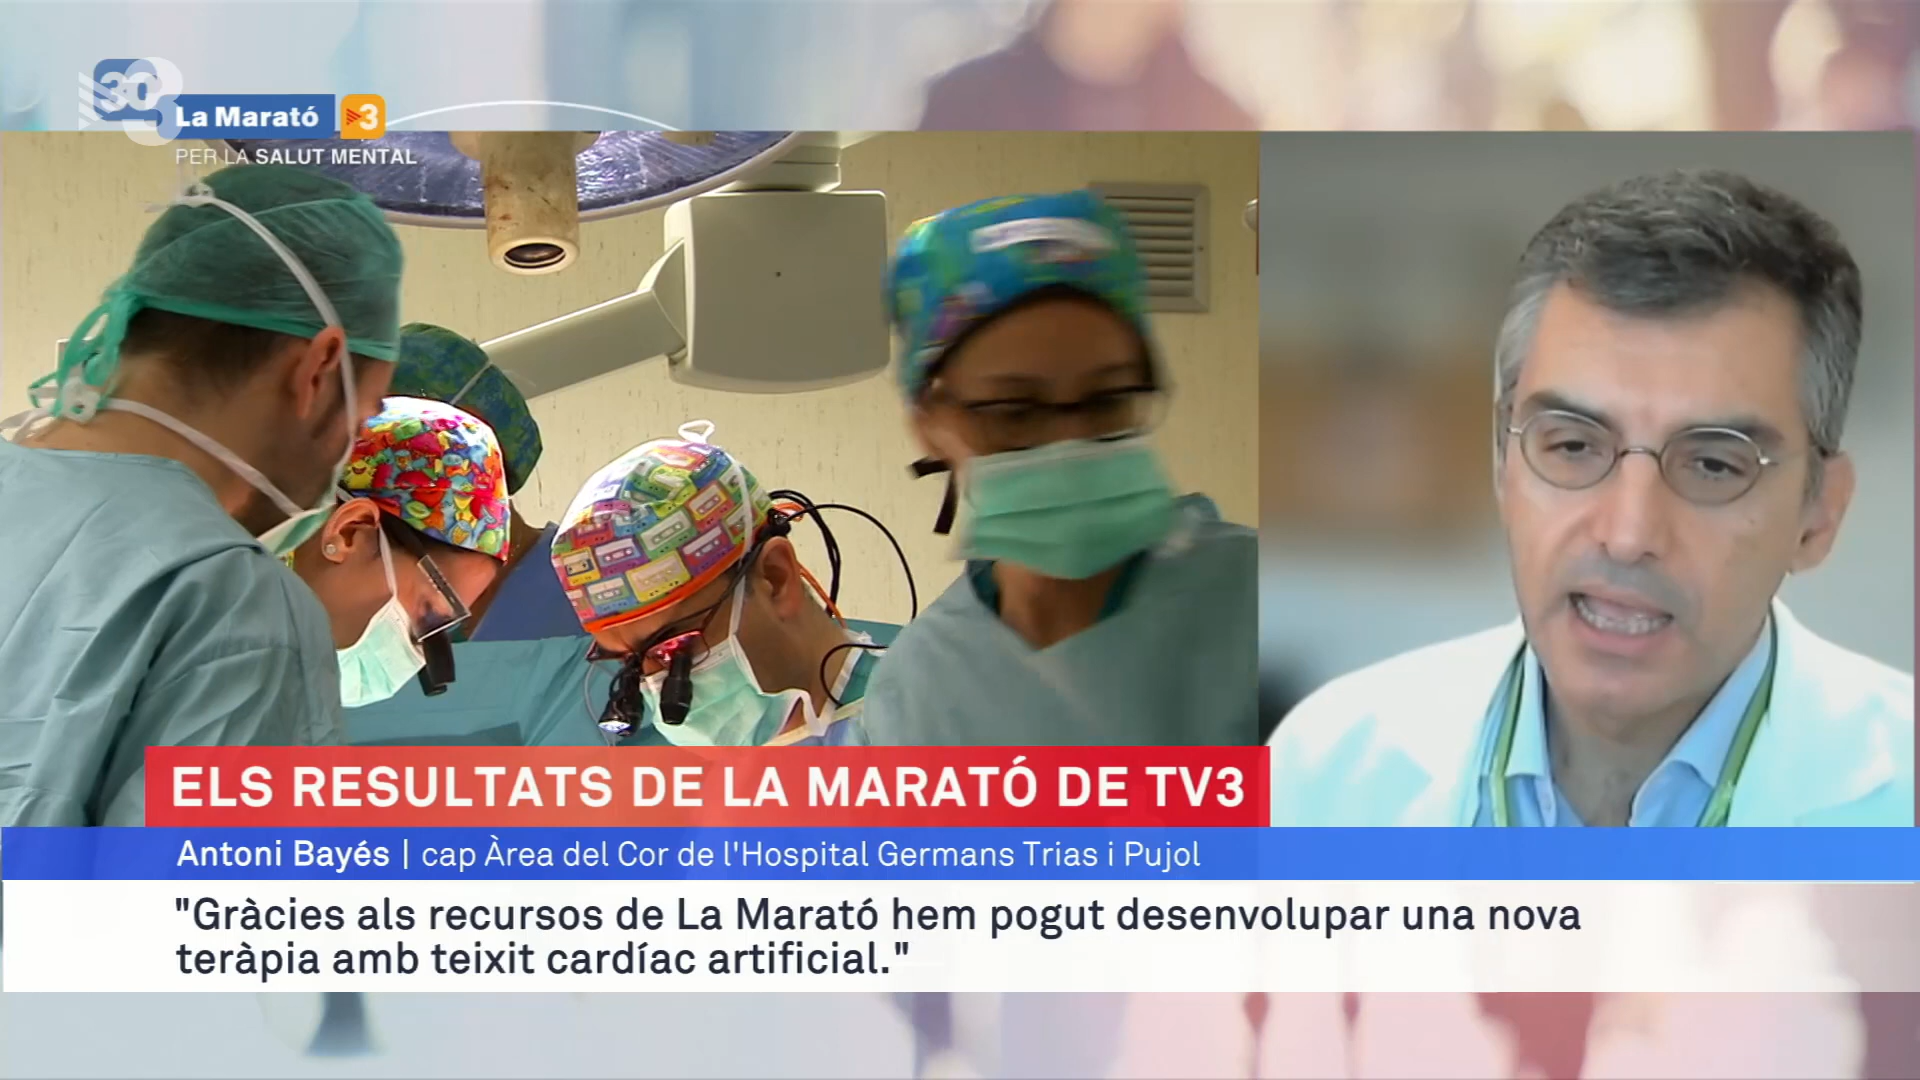 30
La Marató 3
PER LA SALUT MENTAL
ELS RESULTATS DE LA MARATÓ DE TV3
Antoni Bayés | cap Àrea del Cor de l'Hospital Germans Trias i Pujol
"Gràcies als recursos de La Marató hem pogut desenvolupar una nova
teràpia amb teixit cardíac artificial."